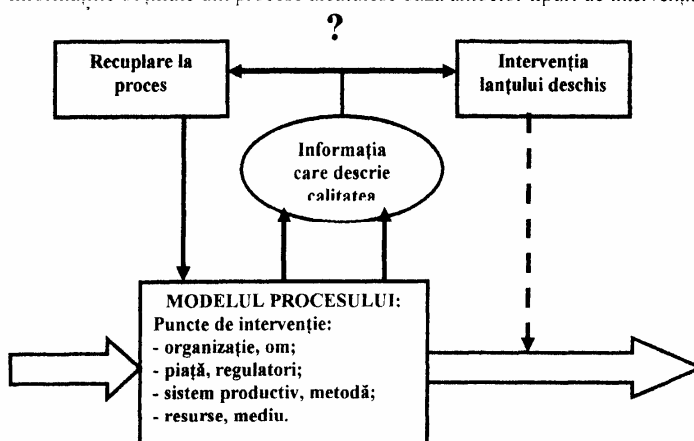 ?
Recuplare la
proces
Intervenția
lanțului deschis
Informația
care descrie
calitatea
MODELUL PROCESULUI:
Puncte de intervenție:
- organizație, om;
- piață, regulatori;
- sistem productiv, metodă;
- resurse, mediu.